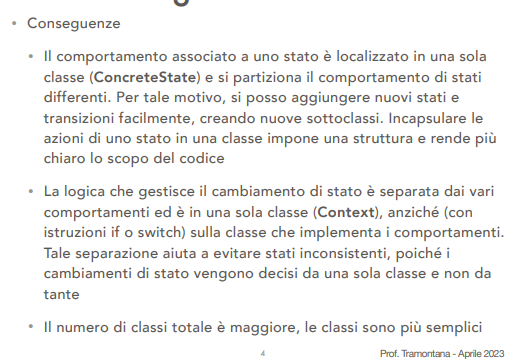 • Conseguenze
• Il comportamento associato a uno stato è localizzato in una sola
classe (ConcreteState) e si partiziona il comportamento di stati
differenti. Per tale motivo, si posso aggiungere nuovi stati e
transizioni facilmente, creando nuove sottoclassi. Incapsulare le
azioni di uno stato in una classe impone una struttura e rende più
chiaro lo scopo del codice
• La logica che gestisce il cambiamento di stato è separata dai vari
comportamenti ed è in una sola classe (Context), anziché (con
istruzioni if o switch) sulla classe che implementa i comportamenti.
Tale separazione aiuta a evitare stati inconsistenti, poiché i
cambiamenti di stato vengono decisi da una sola classe e non da
tante
• Il numero di classi totale è maggiore, le classi sono più semplici
4
Prof. Tramontana - Aprile 2023